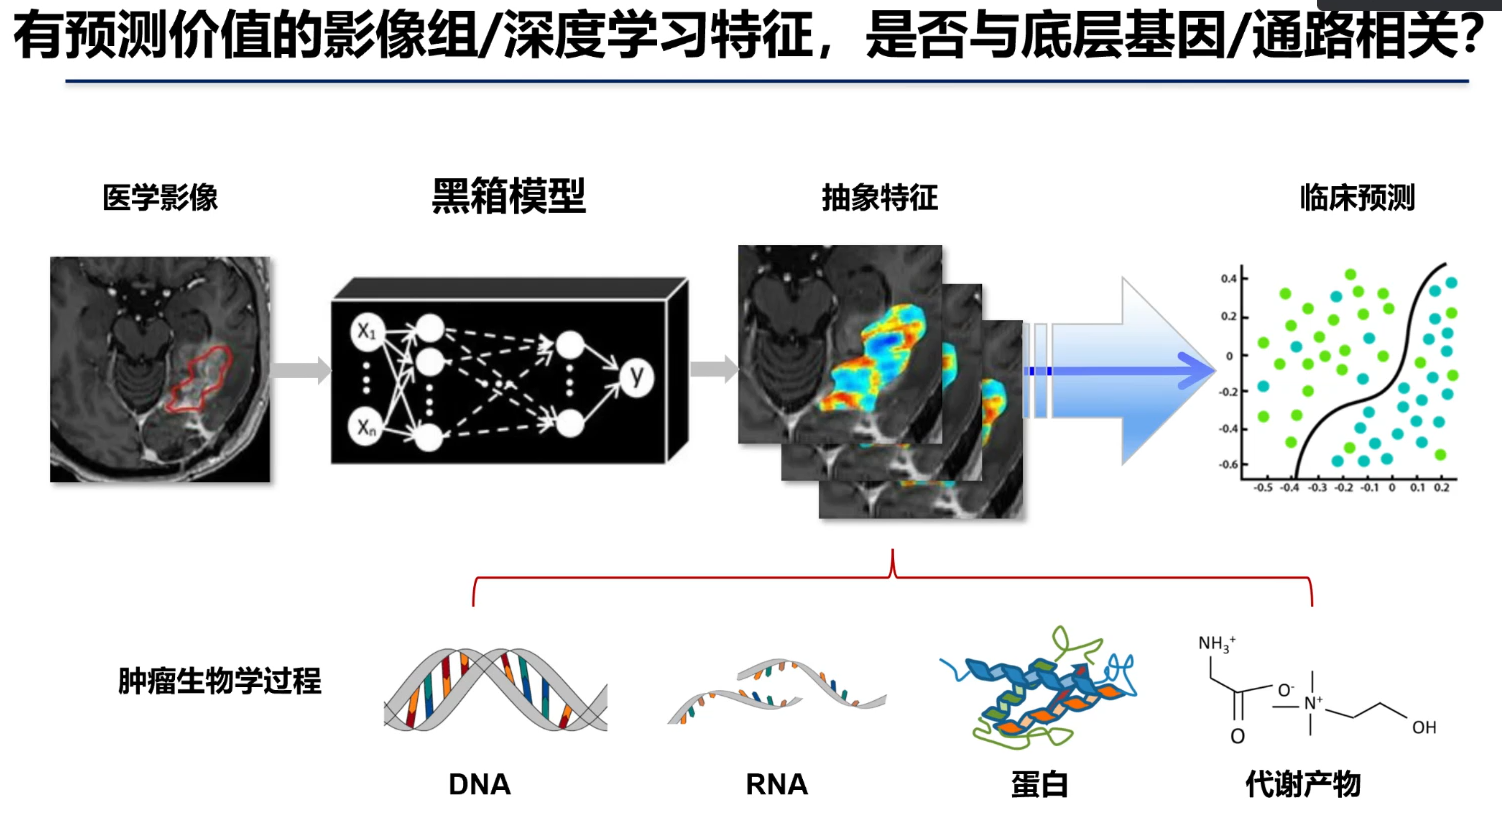 有预测价值的影像组/深度学习特征，是否与底层基因/通路相关?
医学影像
黑箱模型
抽象特征
临床预测
X1
Xn
y
0.4
0.2
0
-0.2
-0.4
-0.6
-0.5 -0.4 -0.3 -0.2 -0.1 0 0.1 0.2
肿瘤生物学过程
NH3+
O-
O
N+
OH
DNA
RNA
蛋白
代谢产物